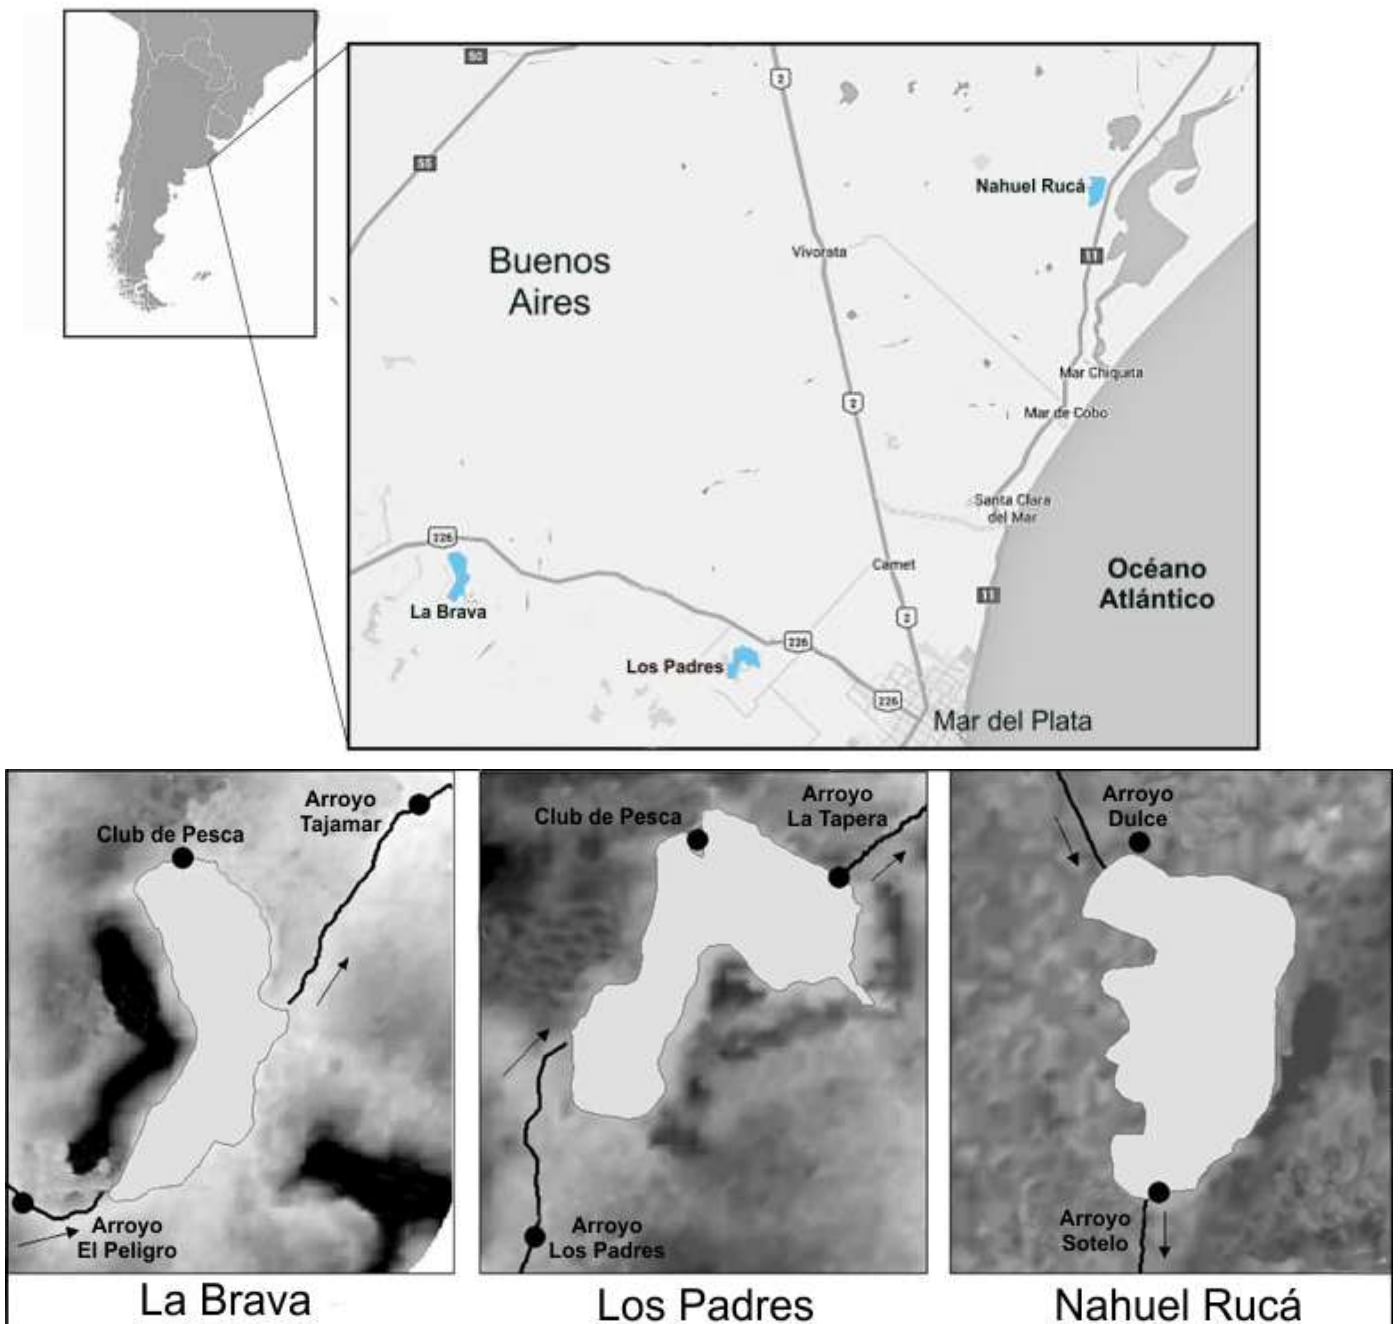 50
2
55
Nahuel Rucá
Vivorata
Buenos
Aires
11
Mar Chiquita
2
Mar de Cobo
Santa Clara
del Mar
226
Camet
Océano
Atlántico
11
La Brava
2
226
Los Padres
226
Mar del Plata
Arroyo
Tajamar
Club de Pesca
Arroyo
El Peligro
La Brava
Club de Pesca
Arroyo
La Tapera
Arroyo
Los Padres
Los Padres
Arroyo
Dulce
Arroyo
Sotelo
Nahuel Rucá